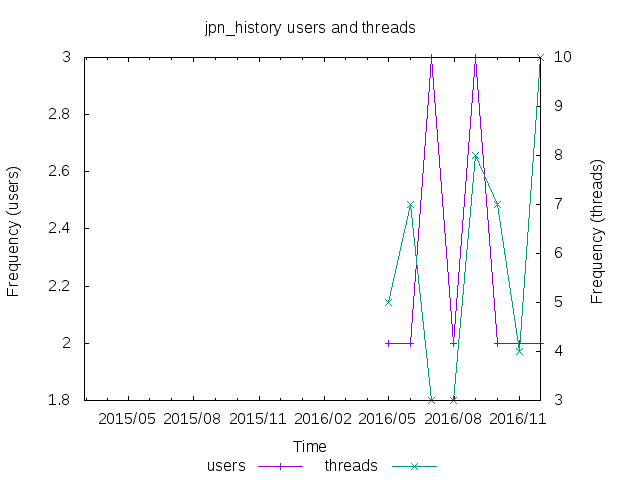 jpn_history users and threads
3
2.8
2.6
2.4
2.2
2
1.8
10
9
8
7
6
5
4
3
Frequency (users)
Frequency (threads)
2015/05 2015/08 2015/11 2016/02 2016/05 2016/08 2016/11
Time
users threads